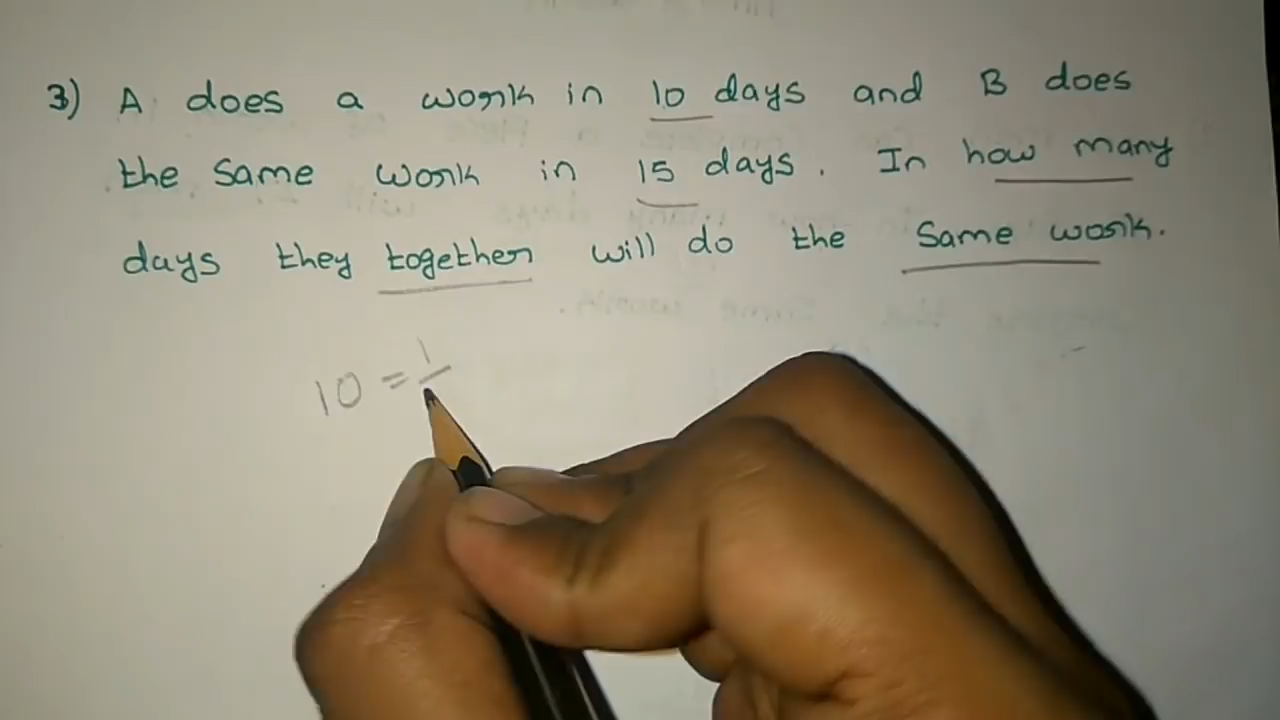 3) A does a work in 10 days and B does
the same work in 15 days. In how many
days they together will do the same work.
10 = 1